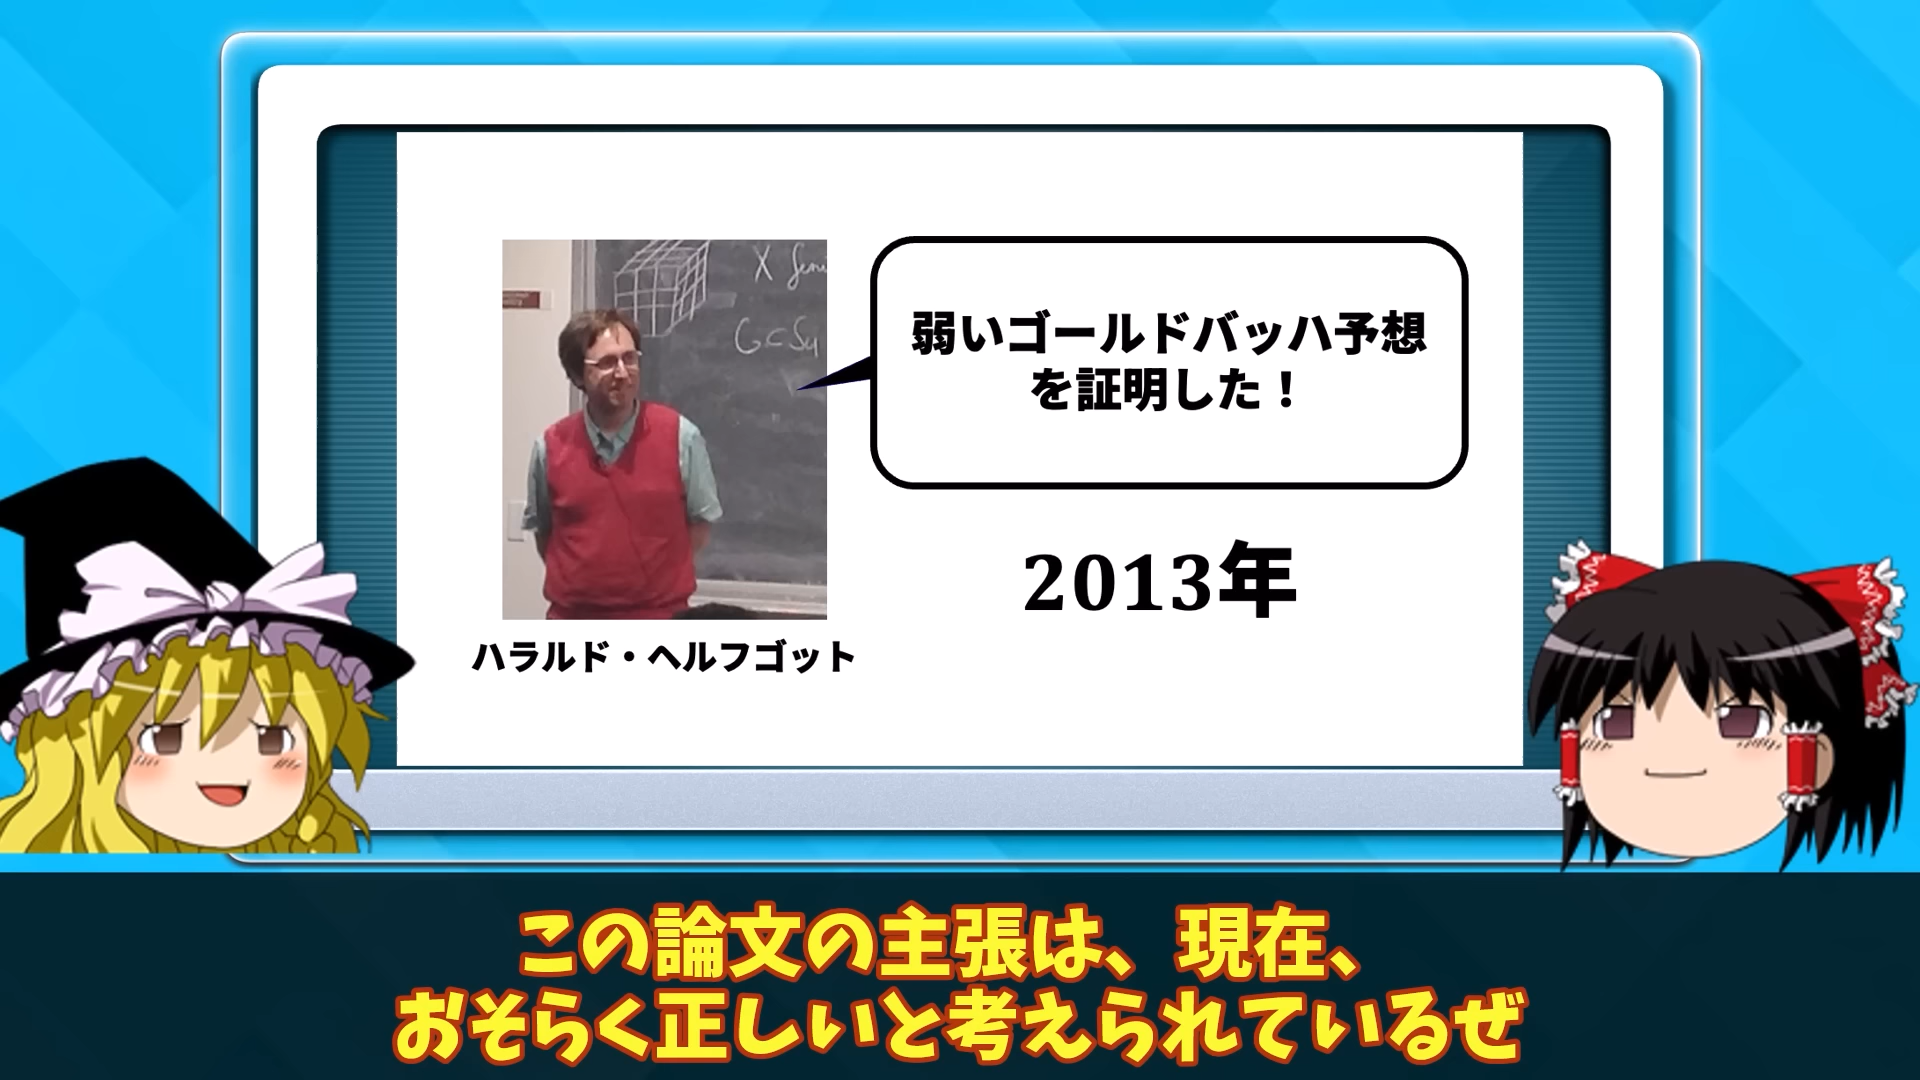 X
G⊂S4
弱いゴールドバッハ予想
を証明した！
2013年
ハラルド・ヘルフゴット
この論文の主張は、現在、
おそらく正しいと考えられているぜ